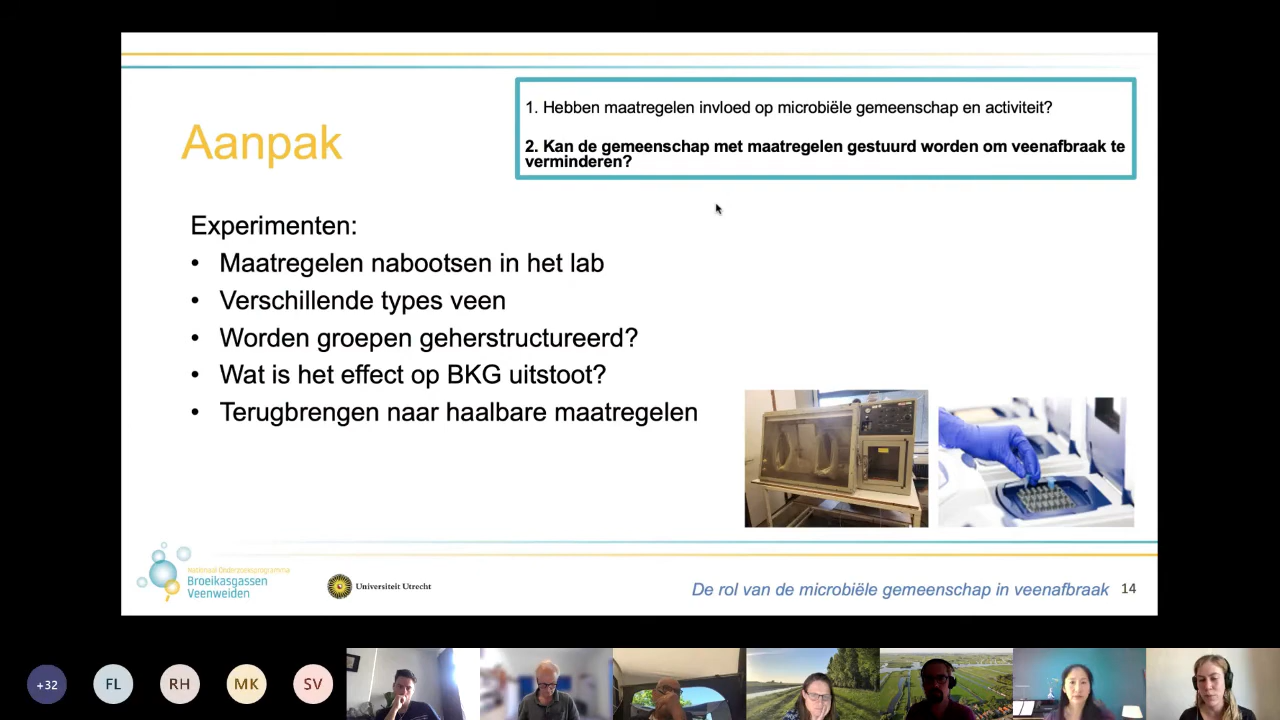 1. Hebben maatregelen invloed op microbiële gemeenschap en activiteit?
2. Kan de gemeenschap met maatregelen gestuurd worden om veenafbraak te
verminderen?
Aanpak
Experimenten:
• Maatregelen nabootsen in het lab
• Verschillende types veen
• Worden groepen geherstructureerd?
• Wat is het effect op BKG uitstoot?
• Terugbrengen naar haalbare maatregelen
Nationaal Onderzoeksprogramma
Broeikasgassen
Veenweiden
Universiteit Utrecht
De rol van de microbiële gemeenschap in veenafbraak 14
+32 FL RH MK SV